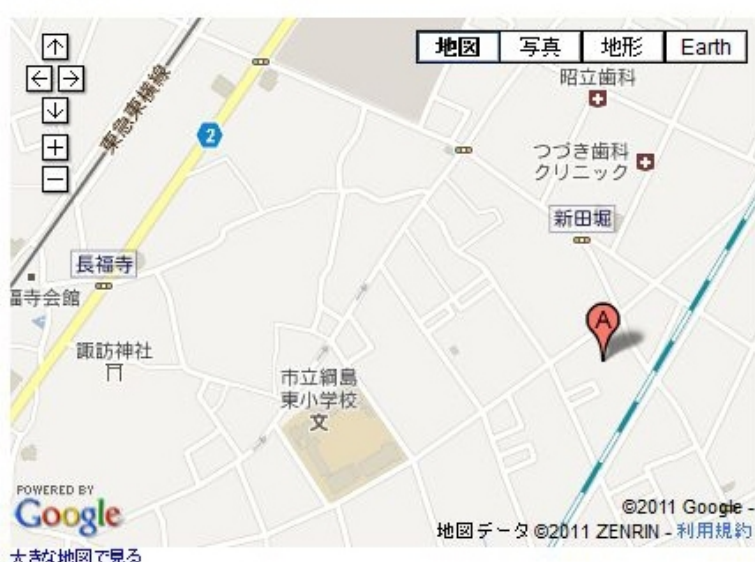 地図 写真 地形 Earth
昭立歯科
東急東横線
2
つづき歯科
クリニック
新田堀
長福寺
福寺会館
A
諏訪神社
市立綱島
東小学校
文
POWERED BY
Google
©2011 Google -
地図データ ©2011 ZENRIN - 利用規約
大きな地図で見る